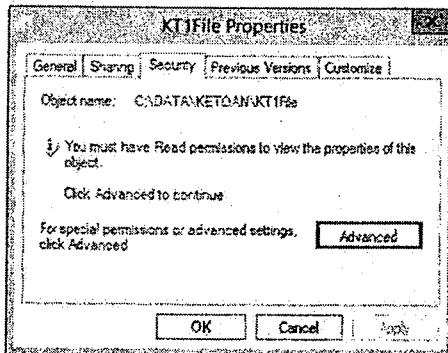 KT1File Properties
General Sharing Security Previous Versions Customize
Object name: C:\DATA\KETOAN\KT1File
You must have Read permissions to view the properties of this
object.
Click Advanced to continue.
For special permissions or advanced settings,
click Advanced.
Advanced
OK Cancel Apply